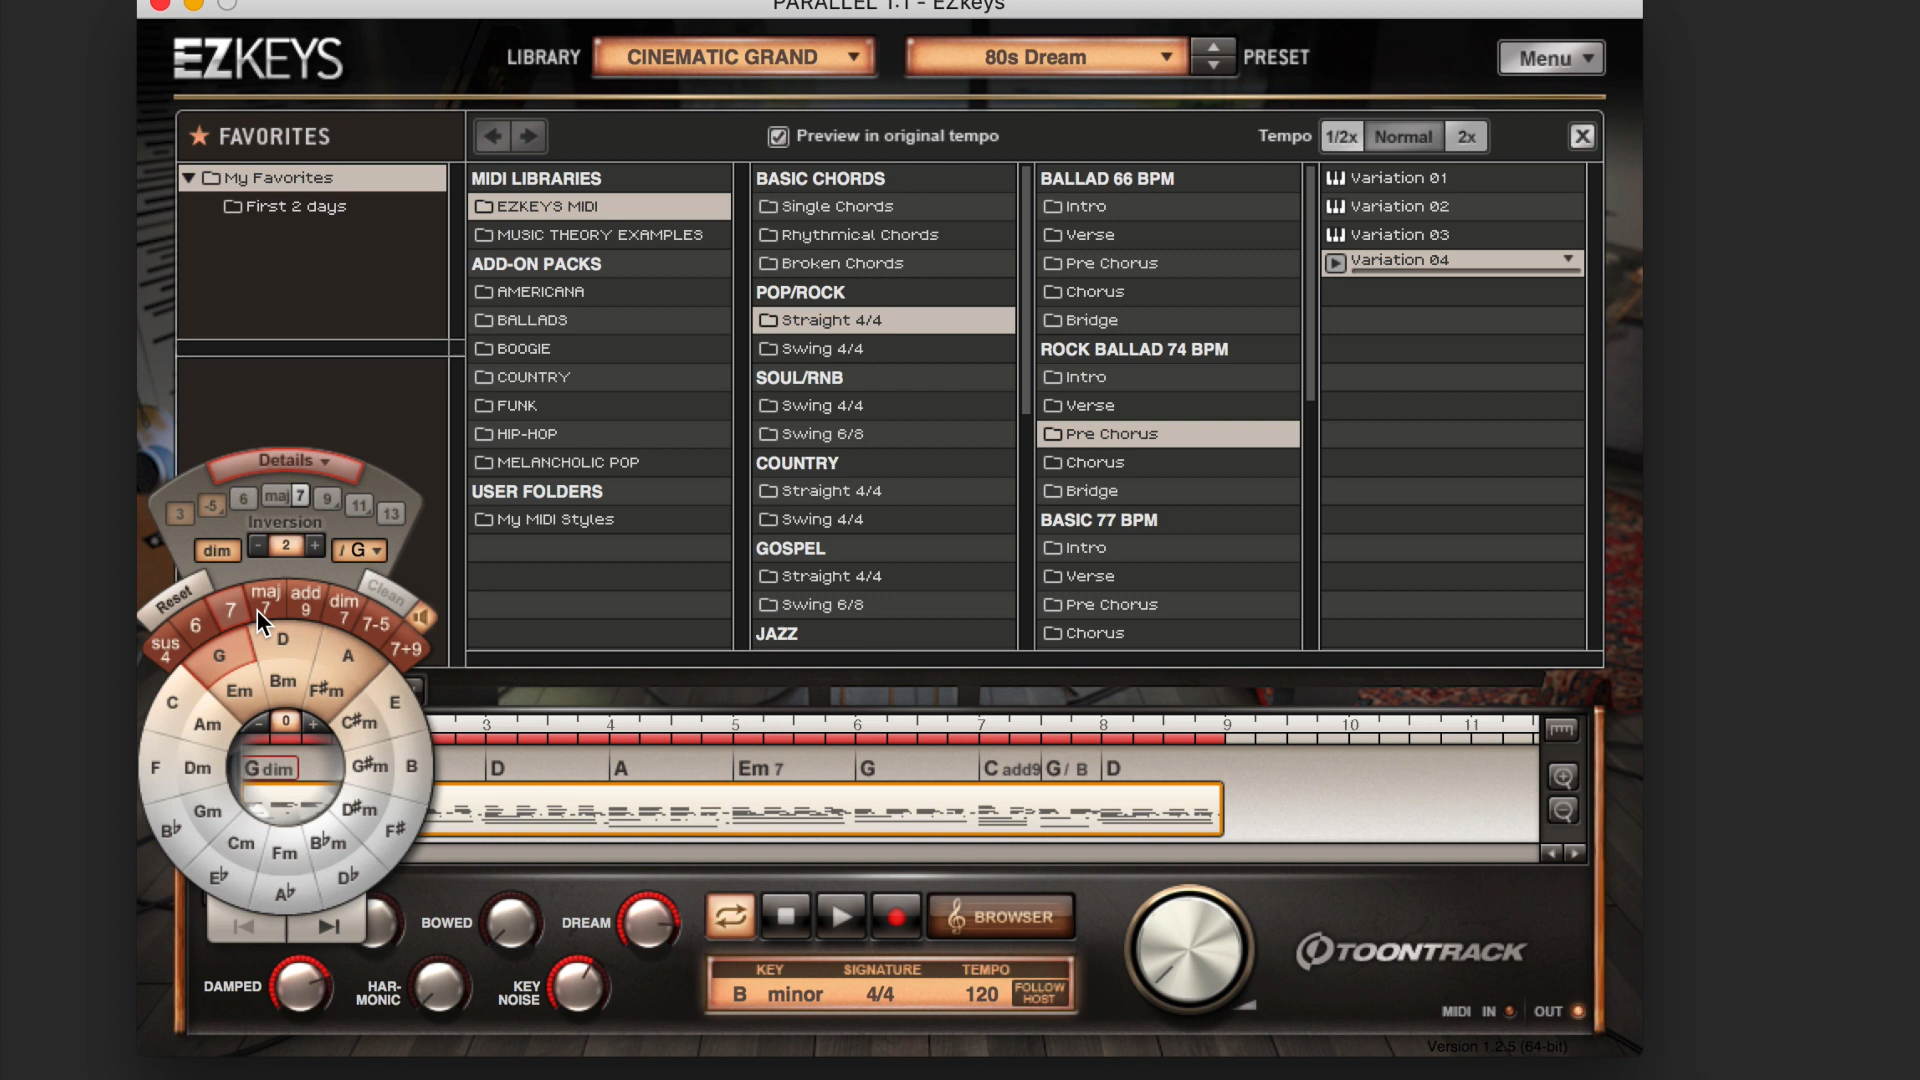 PARALLEL 1:1 - EZkeys
EZKEYS
LIBRARY
CINEMATIC GRAND
80s Dream
PRESET
Menu
FAVORITES
Preview in original tempo
Tempo
1/2x
Normal
2x
X
My Favorites
First 2 days
MIDI LIBRARIES
EZKEYS MIDI
MUSIC THEORY EXAMPLES
ADD-ON PACKS
AMERICANA
BALLADS
BOOGIE
COUNTRY
FUNK
HIP-HOP
MELANCHOLIC POP
USER FOLDERS
My MIDI Styles
BASIC CHORDS
Single Chords
Rhythmical Chords
Broken Chords
POP/ROCK
Straight 4/4
Swing 4/4
SOUL/RNB
Swing 4/4
Swing 6/8
COUNTRY
Straight 4/4
Swing 4/4
GOSPEL
Straight 4/4
Swing 6/8
JAZZ
BALLAD 66 BPM
Intro
Verse
Pre Chorus
Chorus
Bridge
ROCK BALLAD 74 BPM
Intro
Verse
Pre Chorus
Chorus
Bridge
BASIC 77 BPM
Intro
Verse
Pre Chorus
Chorus
Variation 01
Variation 02
Variation 03
Variation 04
Details
3 -5 6 maj 7 9 11 13
Inversion
dim - 2 + / G
Reset
Clean
sus 4
6
7
maj 7
add 9
dim 7
7-5
7+9
C G D A E
Am Em Bm F#m C#m
- 0 +
F Dm G dim G#m B
Gm D#m
B♭ Cm Fm B♭m F#
E♭ A♭ D♭
3 4 5 6 7 8 9 10 11
D A Em 7 G C add9 G/ B D
BOWED
DREAM
BROWSER
DAMPED
HAR-
MONIC
KEY
NOISE
KEY SIGNATURE TEMPO
B minor 4/4 120 FOLLOW HOST
TOONTRACK
MIDI IN OUT
Version 1.2.5 (64-bit)